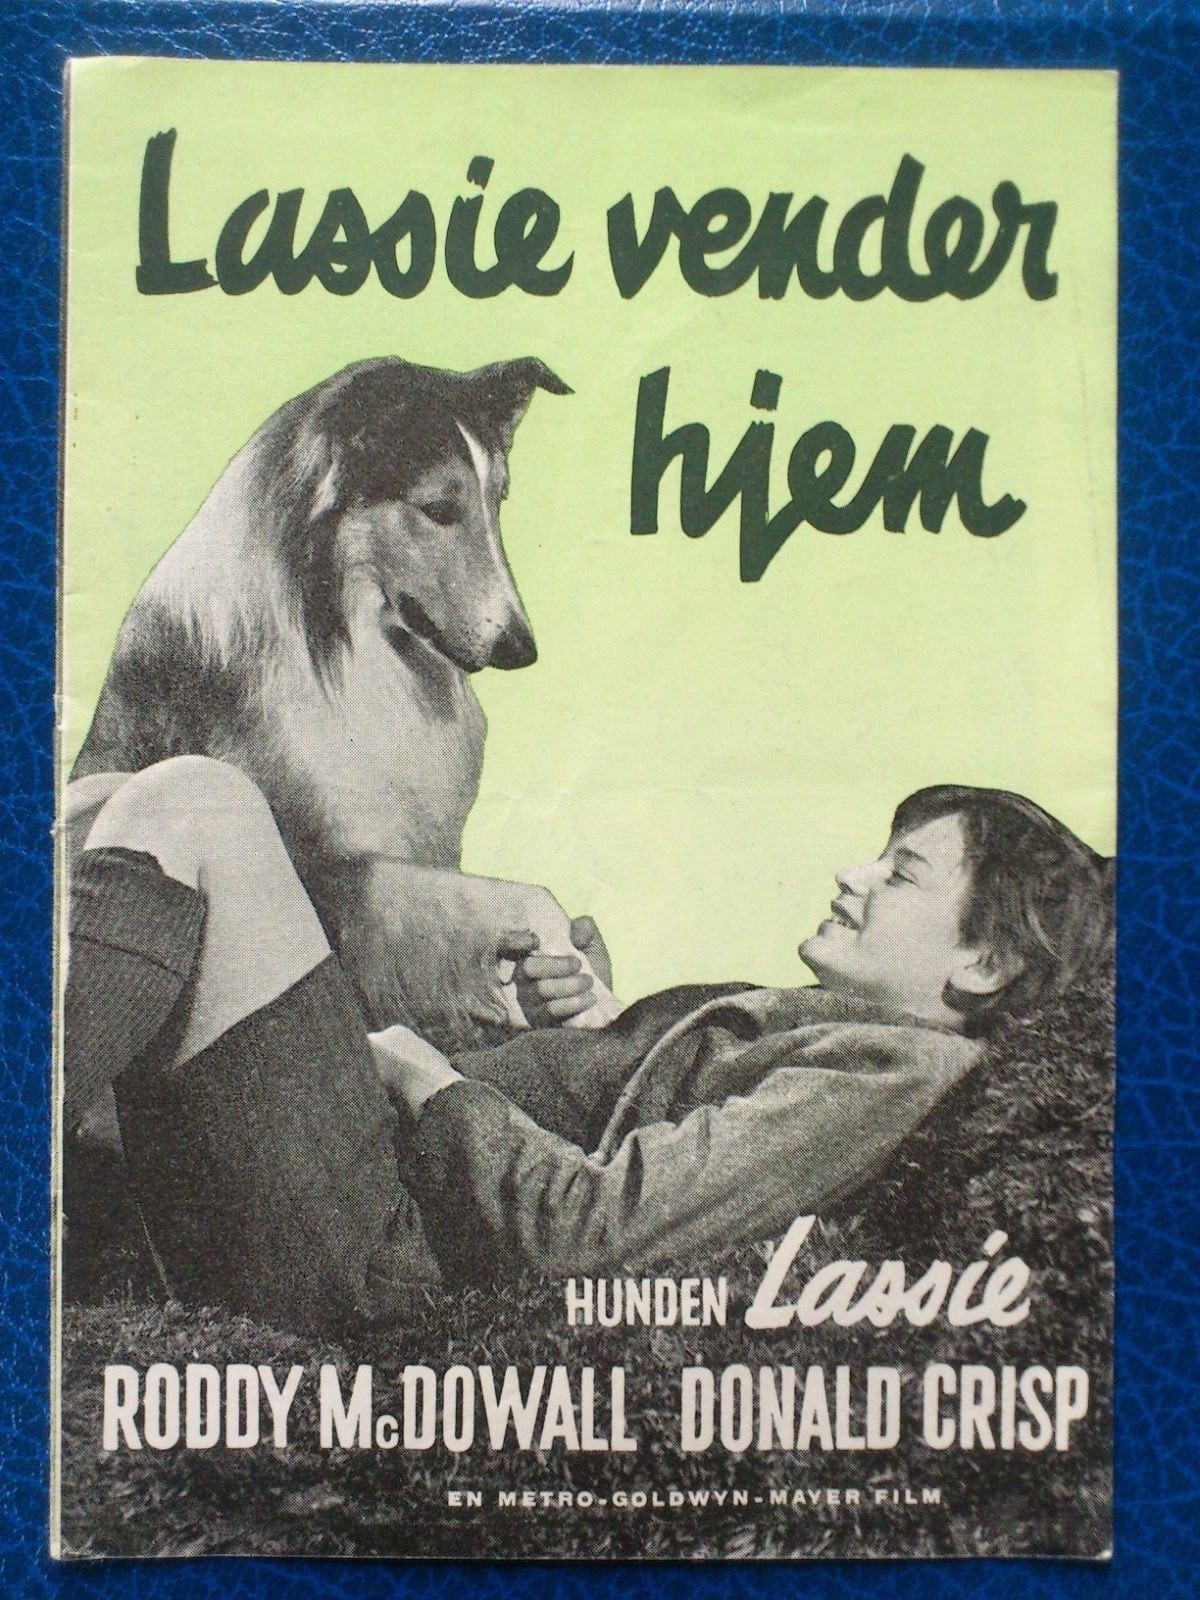 Lassie vender
hjem
HUNDEN Lassie
RODDY McDOWALL DONALD CRISP
EN METRO-GOLDWYN-MAYER FILM